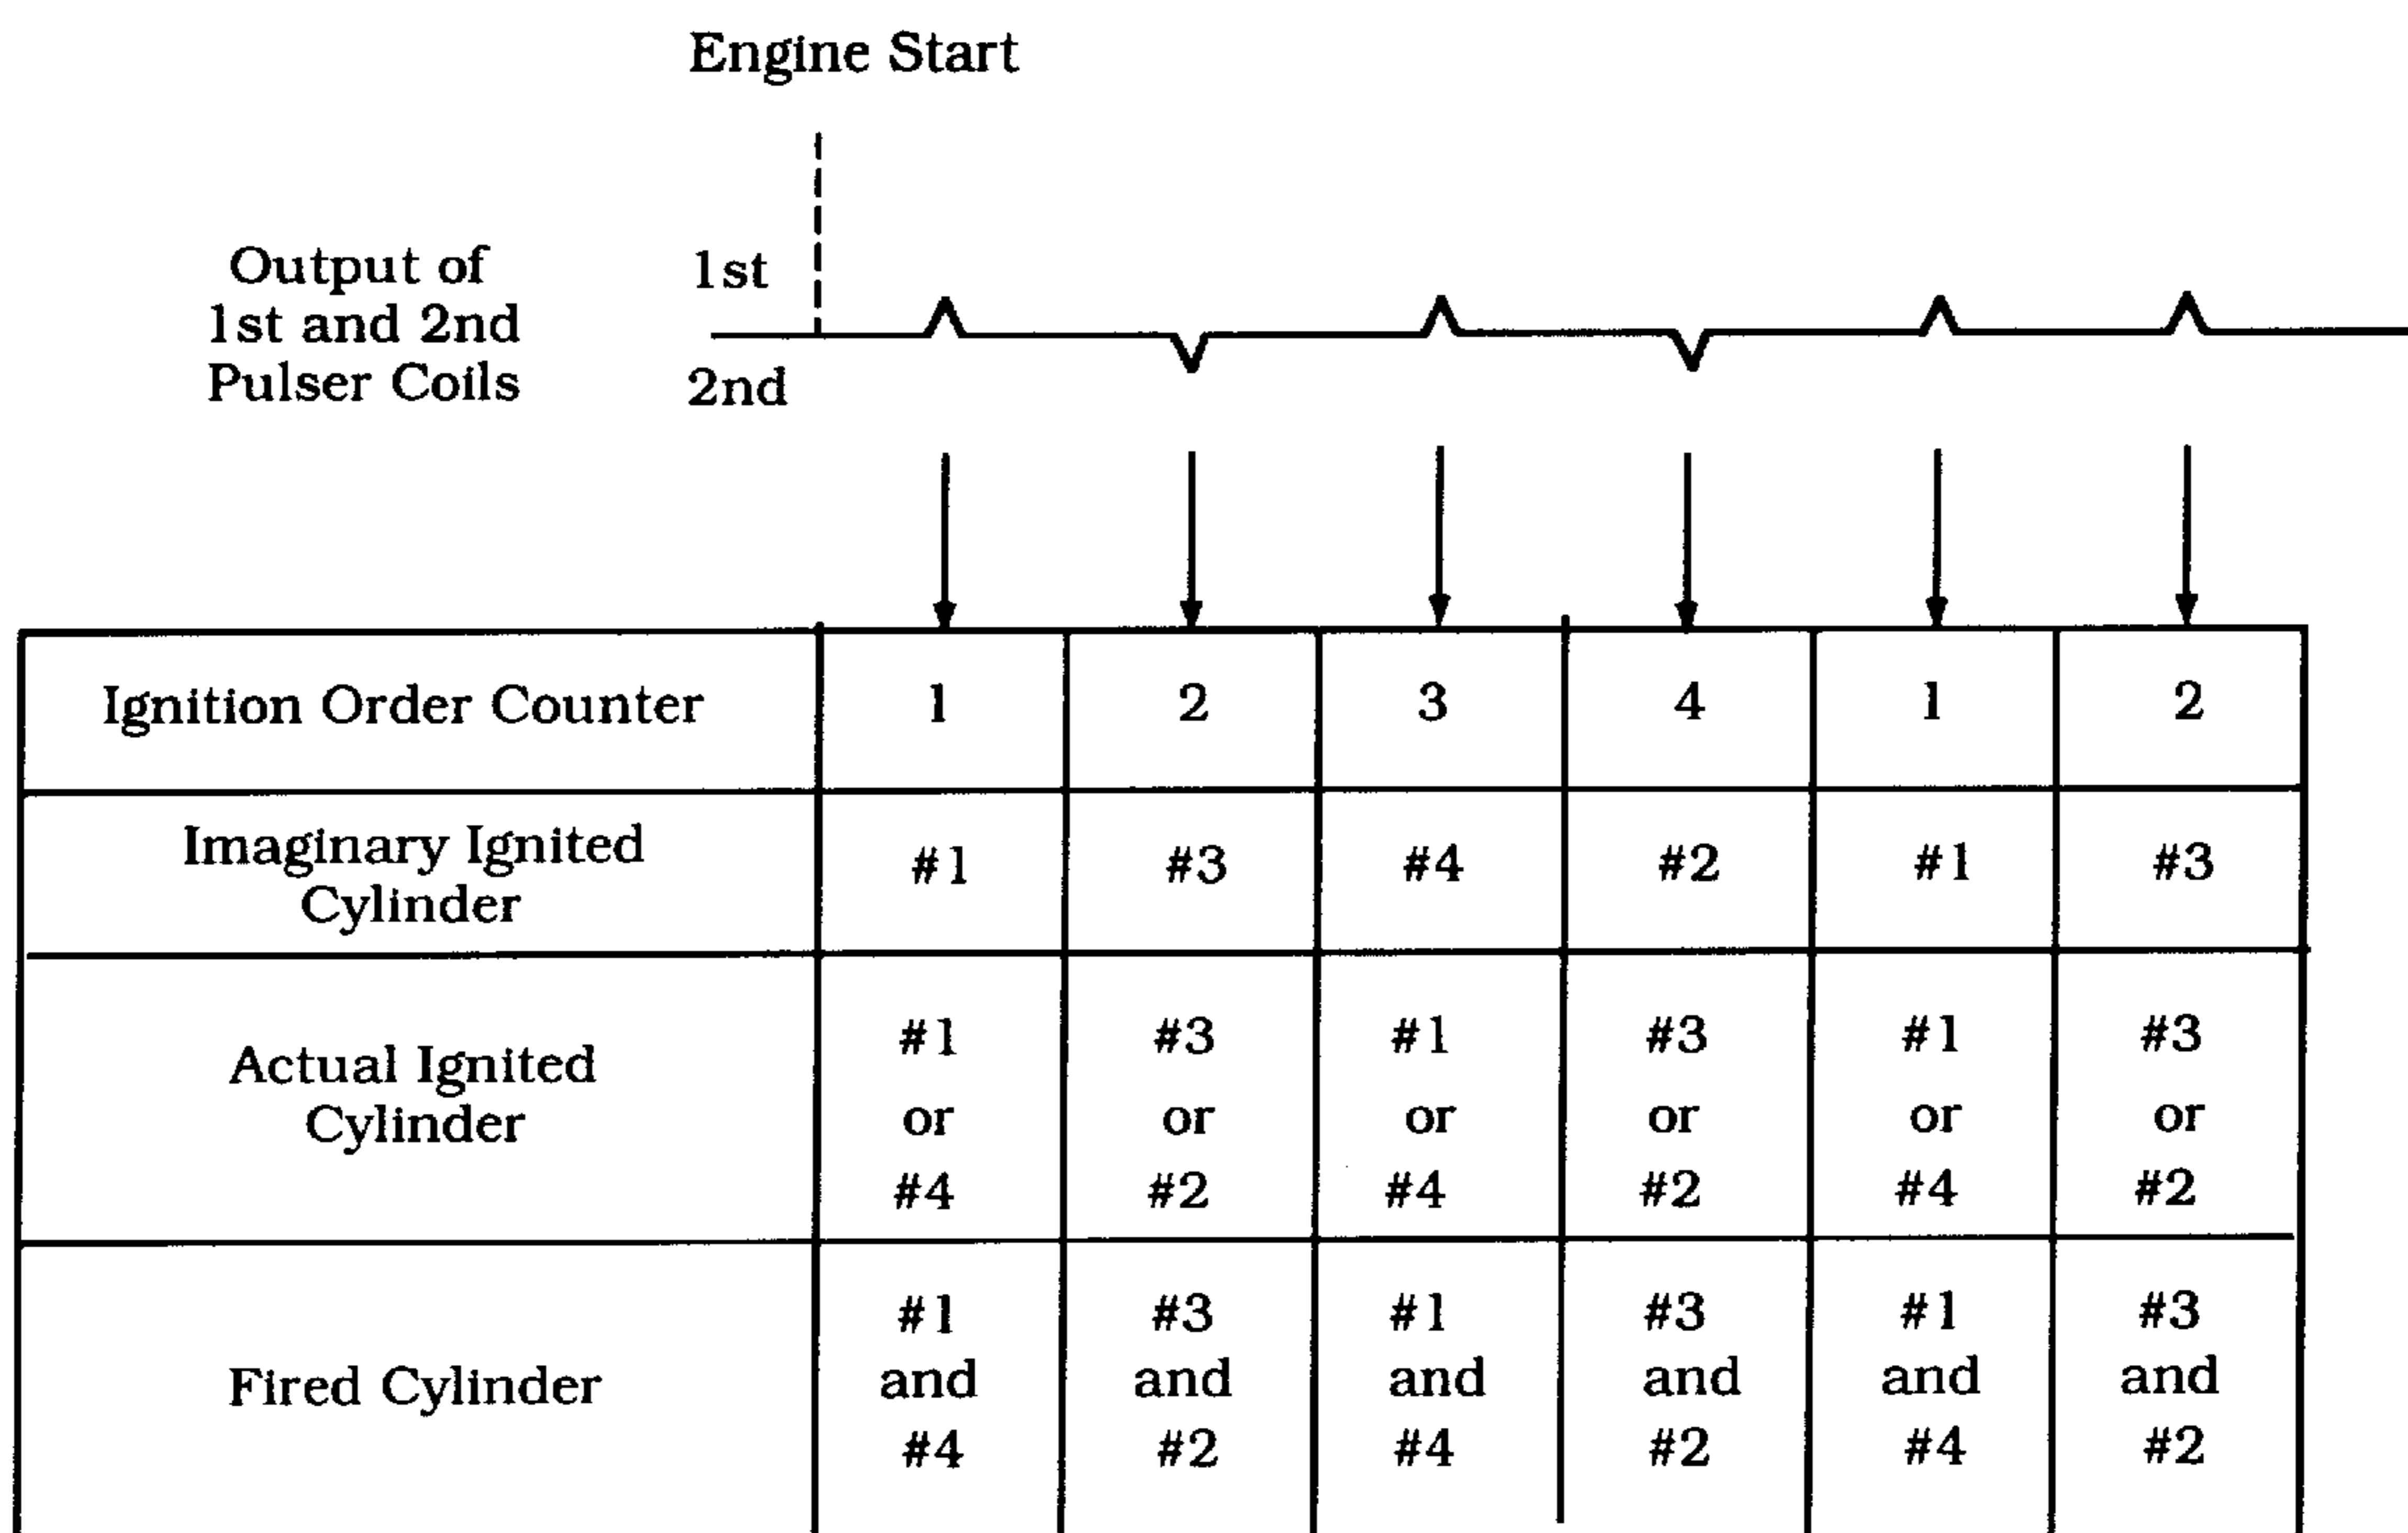 Engine Start
Output of
1st and 2nd
Pulser Coils
1st
2nd
Ignition Order Counter 1 2 3 4 1 2
Imaginary Ignited
Cylinder
#1 #3 #4 #2 #1 #3
Actual Ignited
Cylinder
#1 #3 #1 #3 #1 #3
or or or or or or
#4 #2 #4 #2 #4 #2
Fired Cylinder
#1 #3 #1 #3 #1 #3
and and and and and and
#4 #2 #4 #2 #4 #2